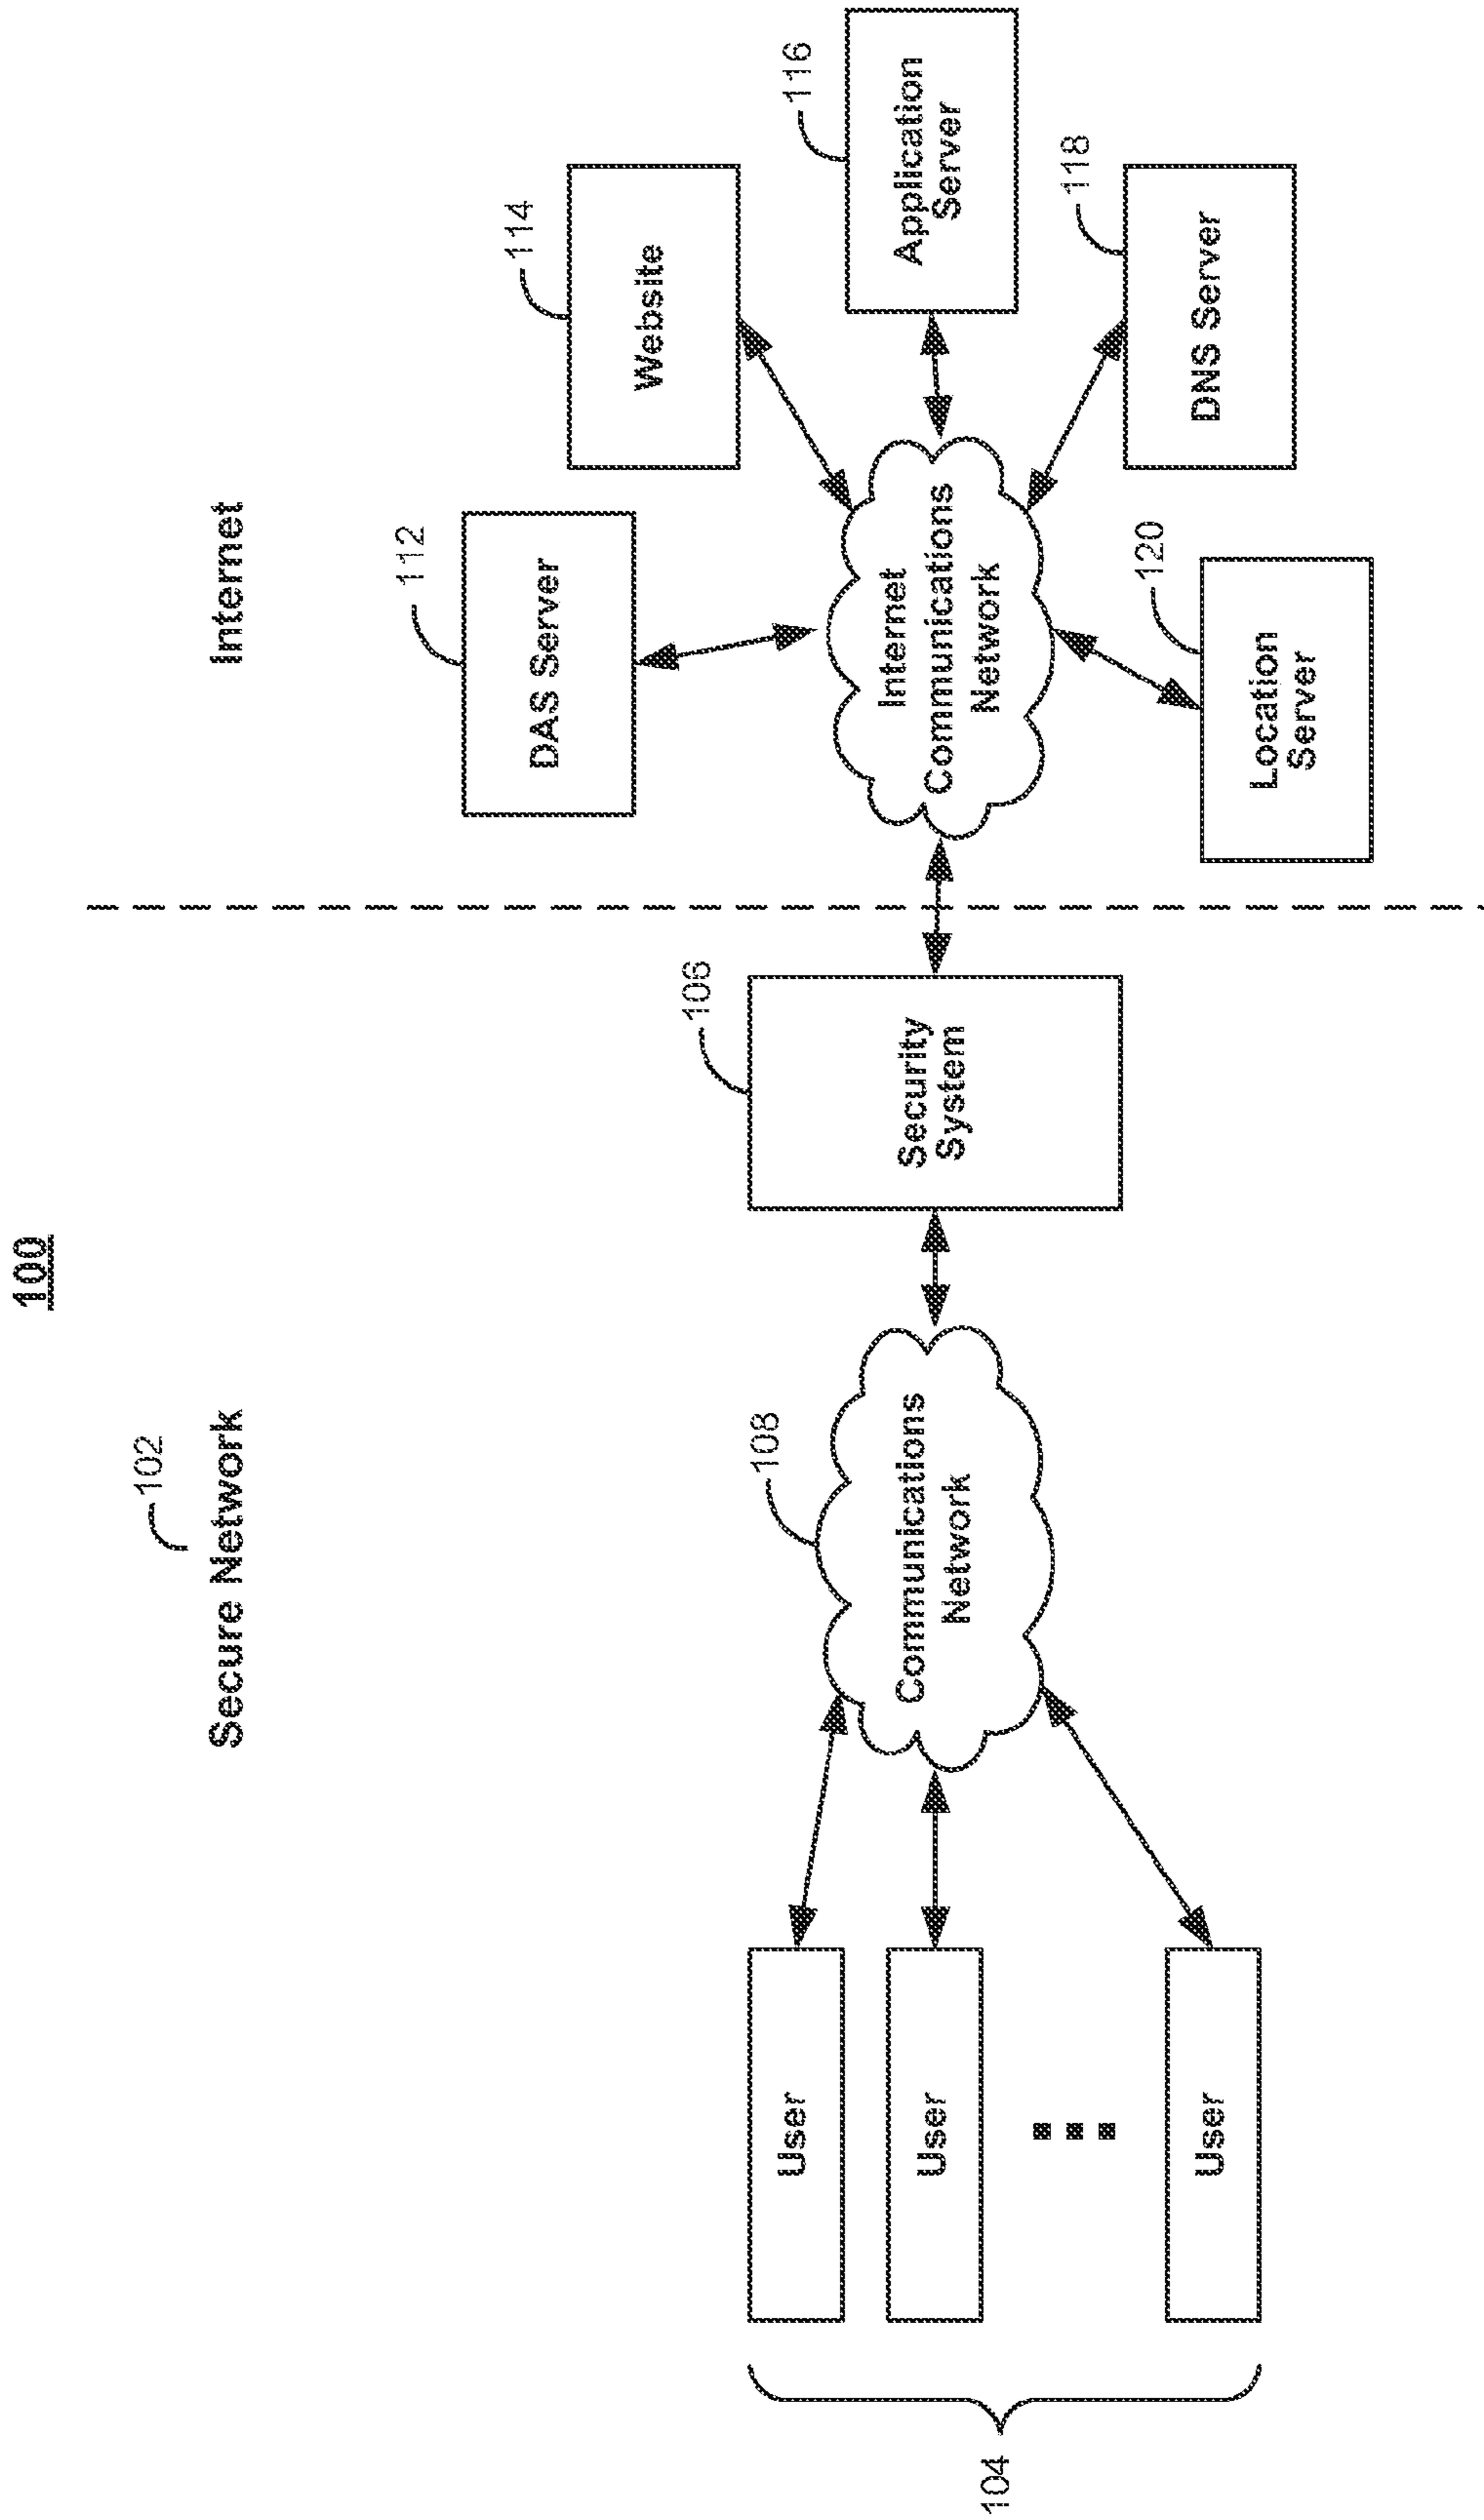 100
102
Secure Network
Internet
112
DAS Server
114
Website
116
Application
Server
118
DNS Server
120
Location
Server
Internet
Communications
Network
106
Security
System
108
Communications
Network
User
User
User
104